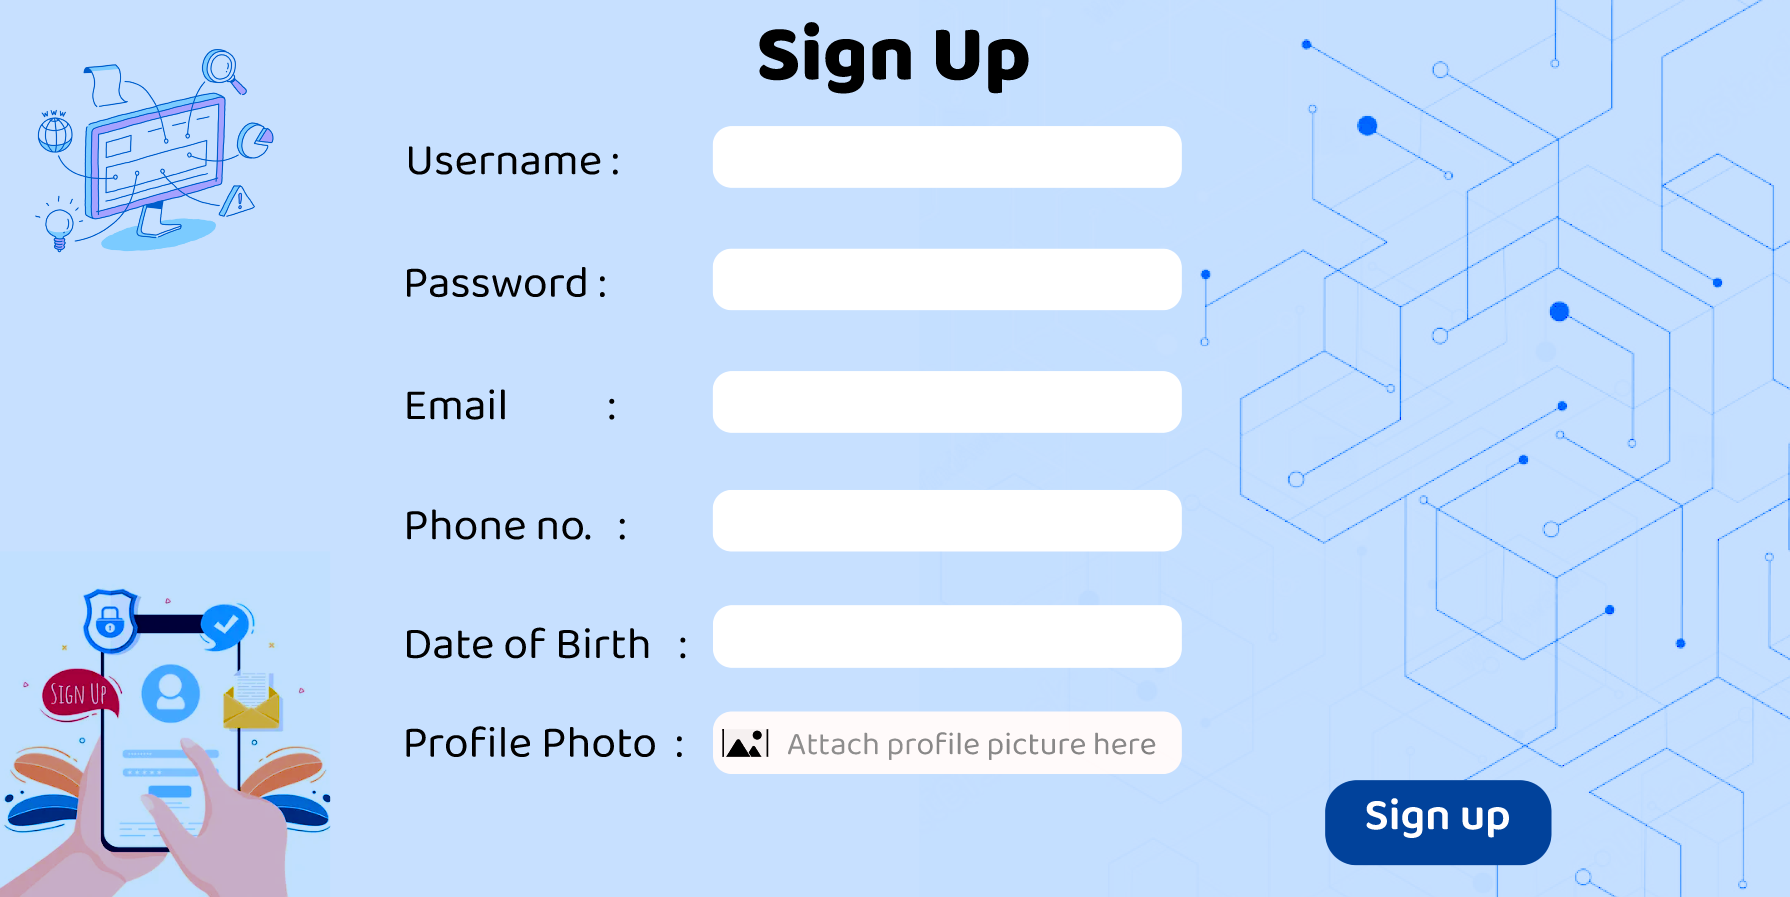 Sign Up
www
Username :
Password :
Email :
Phone no. :
Date of Birth :
SIGN UP
Profile Photo :
Attach profile picture here
Sign up